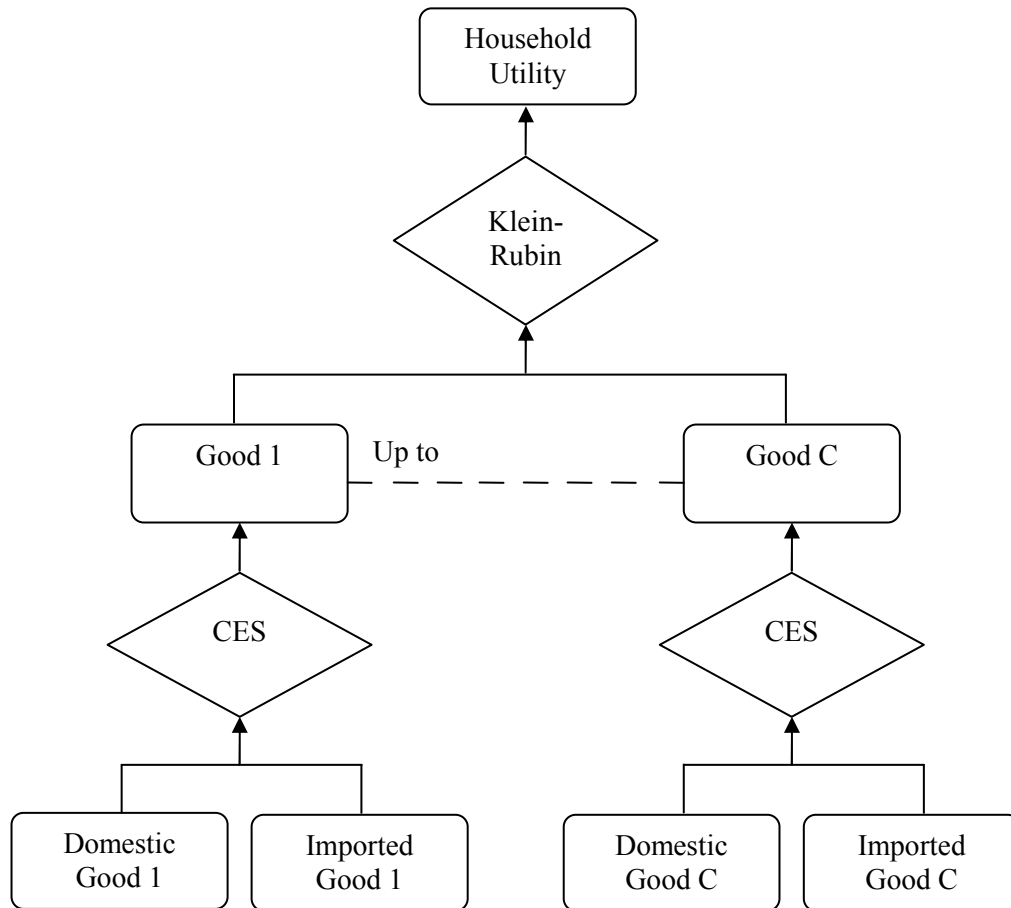 Household
Utility
Klein-
Rubin
Good 1
Up to
Good C
CES
CES
Domestic
Good 1
Imported
Good 1
Domestic
Good C
Imported
Good C